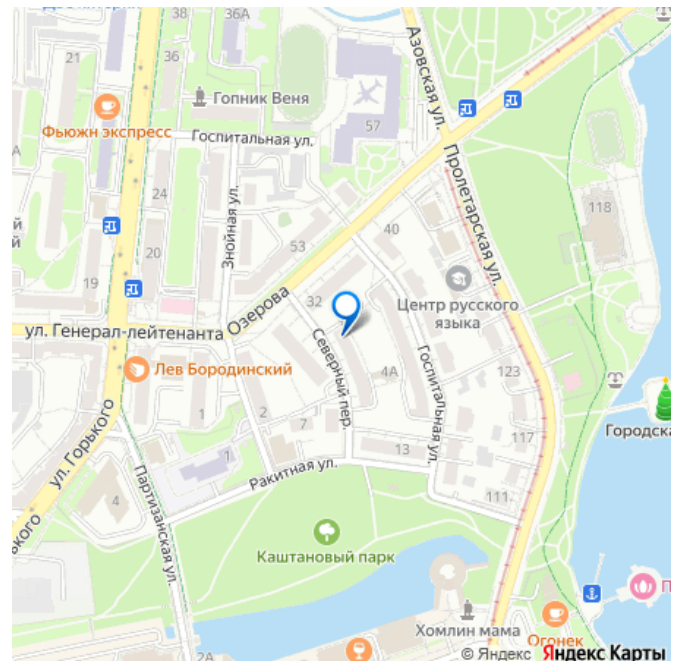 36А
38
21
36
Гопник Веня
Фьюжн экспресс
57
Азовская ул.
Госпитальная ул.
Пролетарская ул.
24
118
Знойная ул.
40
53
20
19
Центр русского
языка
32
ул. Генерал-лейтенанта Озерова
Лев Бородинский
Северный пер.
Госпитальная ул.
4А
123
1
2
7
Городска
117
ул. Горького
13
1
Ракитная ул.
4
111
Партизанская ул.
Каштановый парк
Хомлин мама
Огонек
2А
© Яндекс Яндекс Карты